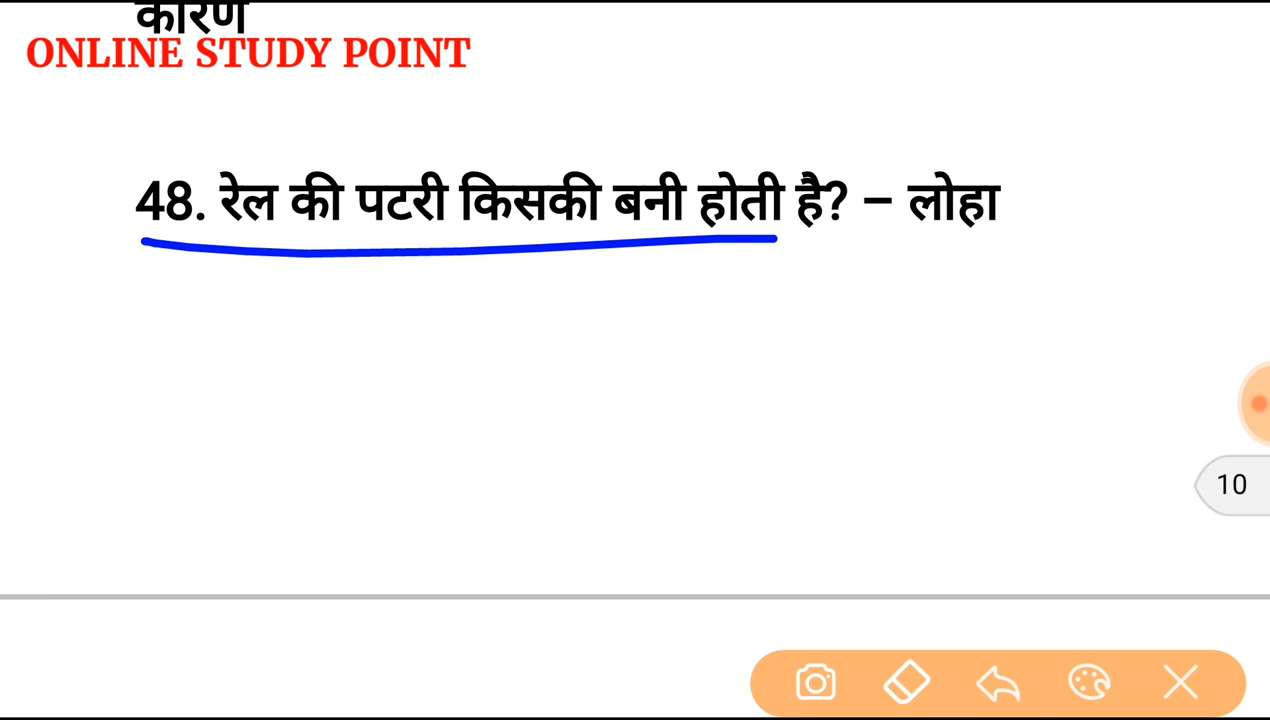 कारण
ONLINE STUDY POINT
48. रेल की पटरी किसकी बनी होती है? – लोहा
10